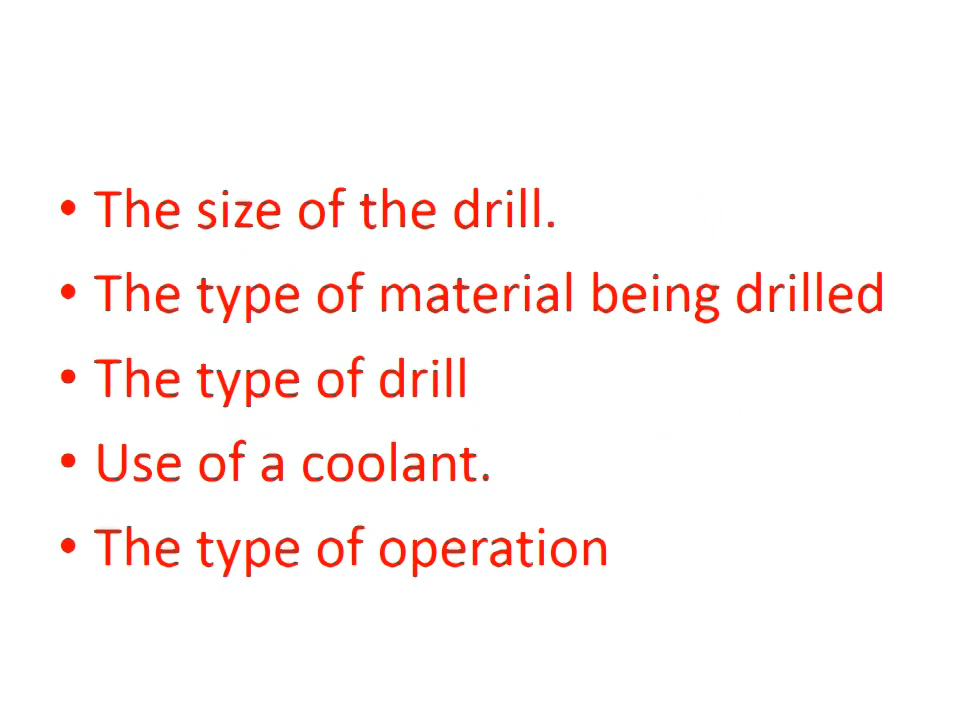 • The size of the drill.
• The type of material being drilled
• The type of drill
• Use of a coolant.
• The type of operation